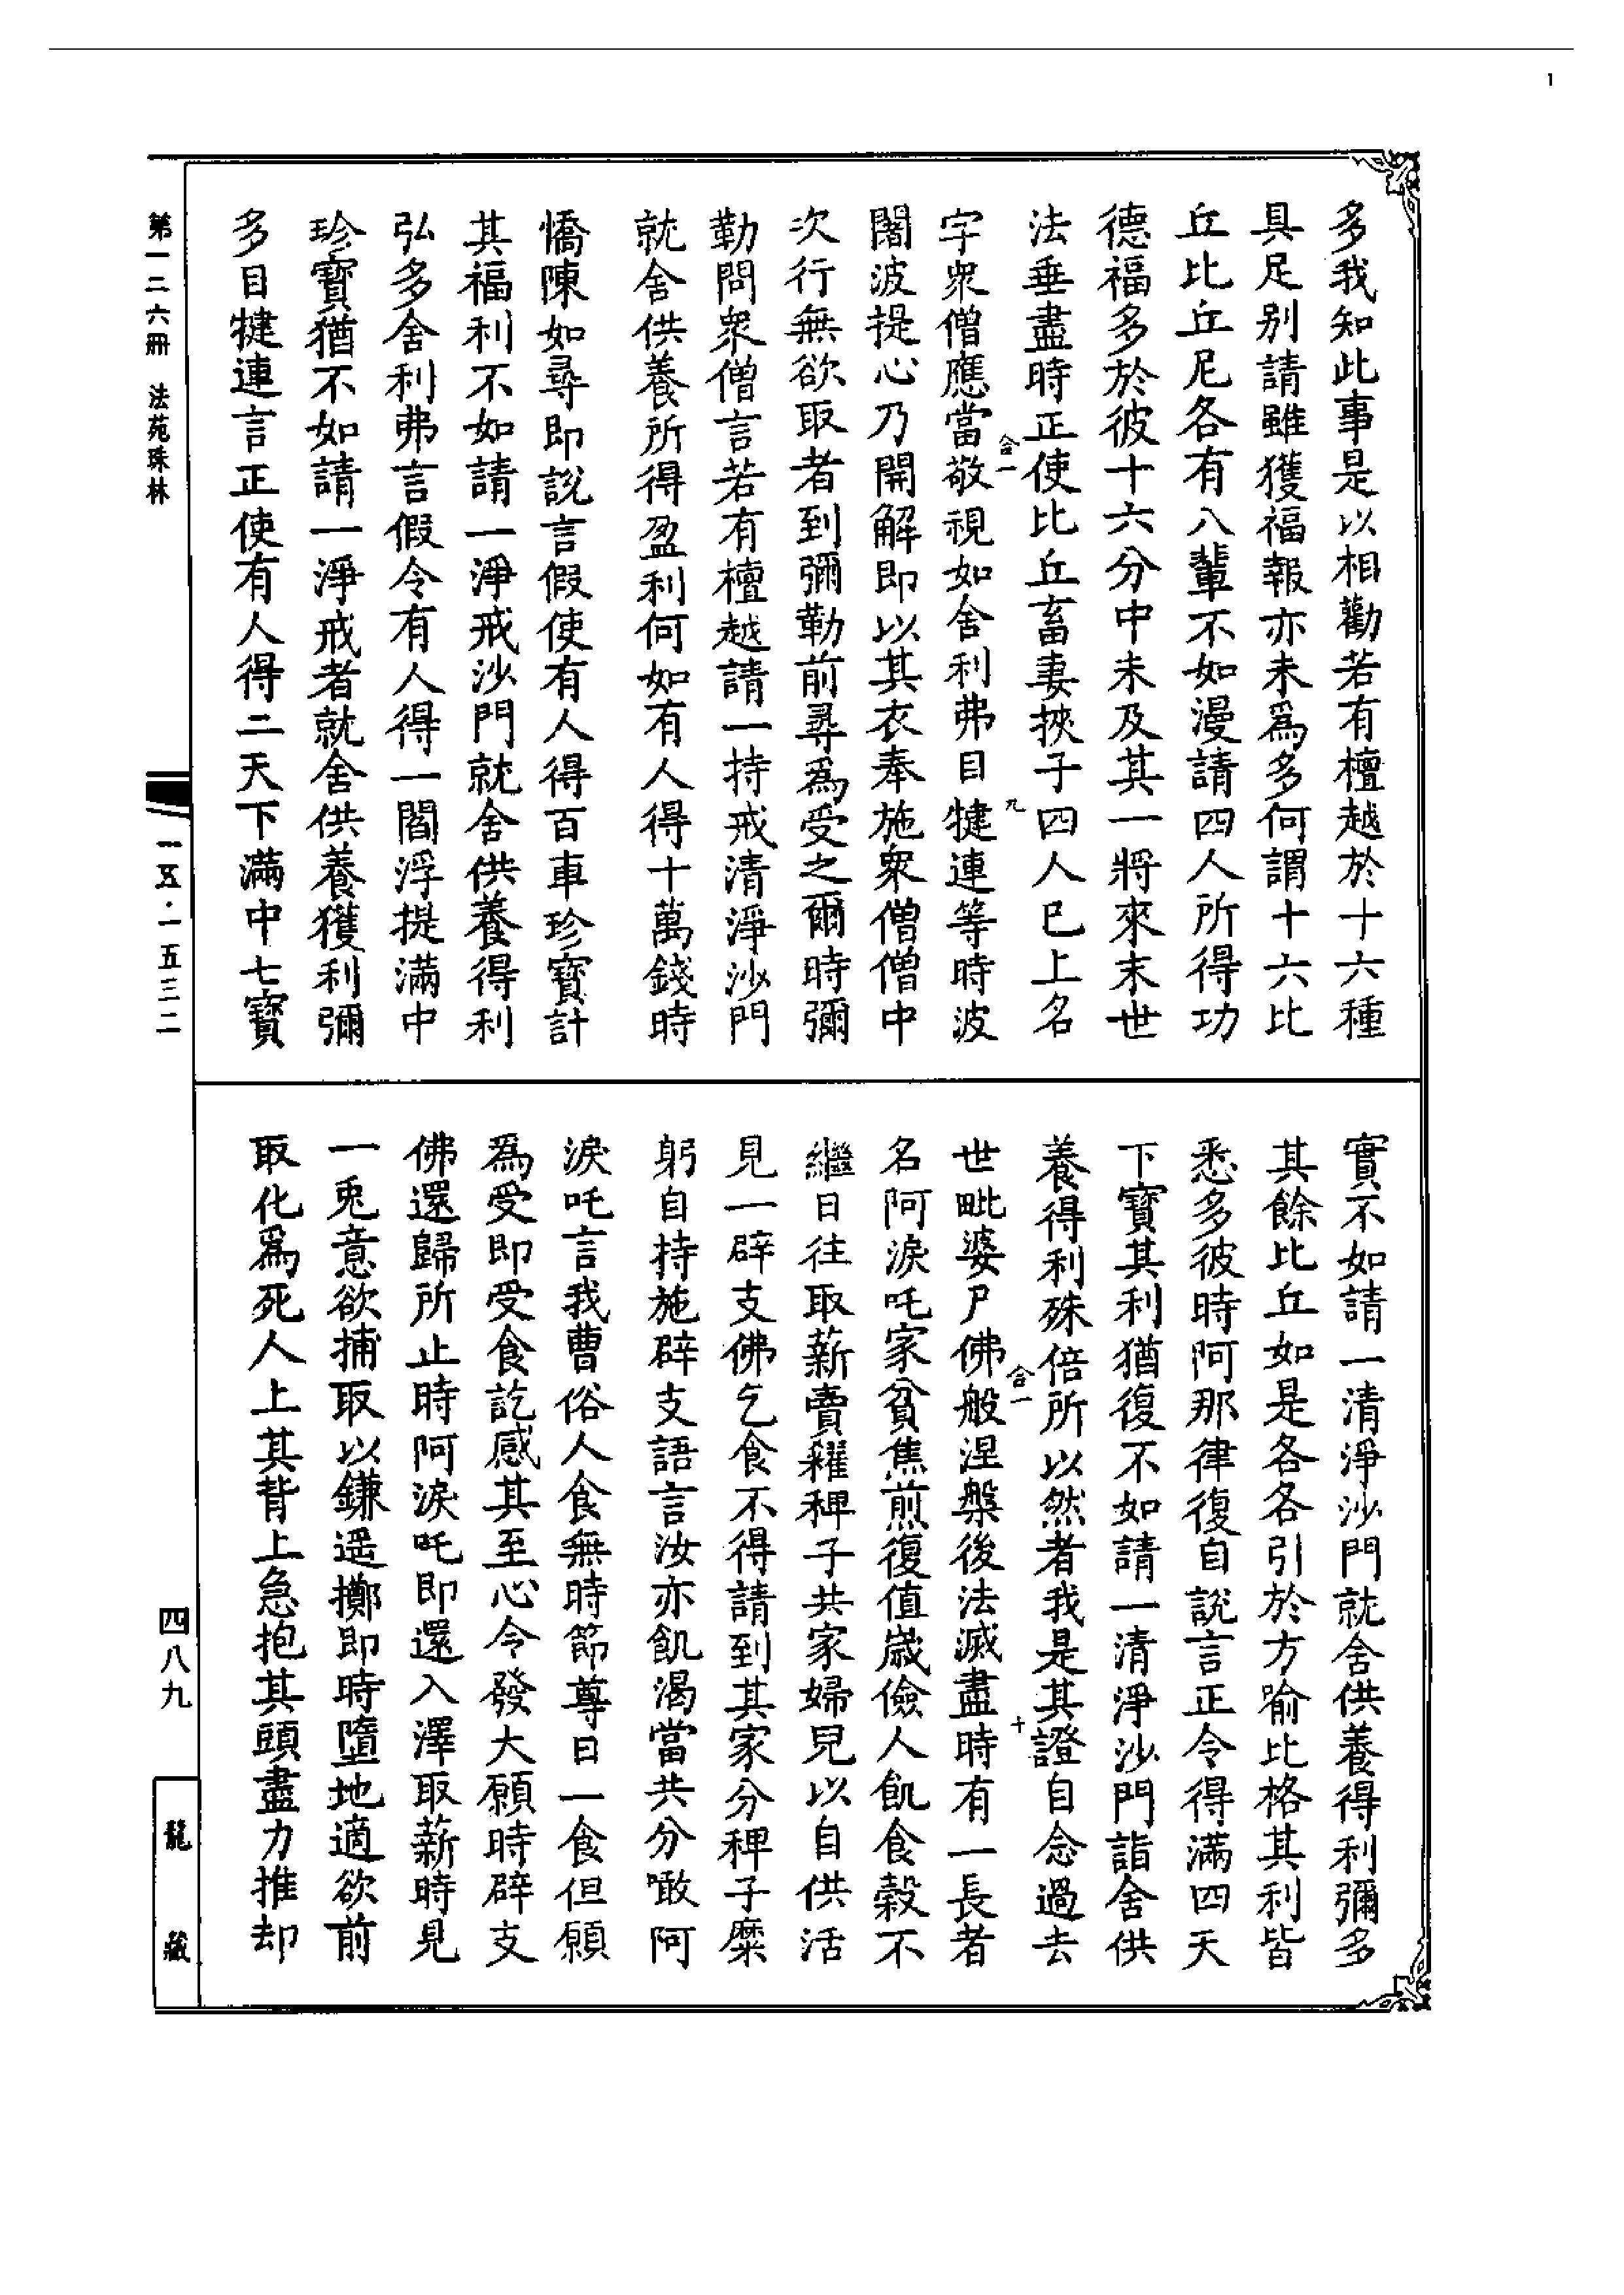 1
多我知此事是以相勸若有檀越於十六種
具足别請雖獲福報亦未為多何謂十六比
丘比丘尼各有八輩不如漫請四人所得功
德福多於彼十六分中未及其一將來末世
法垂盡時正使比丘畜妻挾子四人已上名
合一
九
字衆僧應當敬視如舍利弗目犍連等時波
闍波提心乃開解即以其衣奉施衆僧僧中
次行無欲取者到彌勒前尋為受之爾時彌
勒問衆僧言若有檀越請一持戒清淨沙門
就舍供養所得盈利何如有人得十萬錢時
憍陳如尋即説言假使有人得百車珍寶計
其福利不如請一淨戒沙門就舍供養得利
弘多舍利弗言假令有人得一閻浮提滿中
珍寶猶不如請一淨戒者就舍供養獲利彌
多目犍連言正使有人得二天下滿中七寶
實不如請一清淨沙門就舍供養得利彌多
其餘比丘如是各各引於方喻比格其利皆
悉多彼時阿那律復自説言正令得滿四天
下寶其利猶復不如請一清淨沙門詣舍供
養得利殊倍所以然者我是其證自念過去
合一
十
世毗婆尸佛般涅槃後法滅盡時有一長者
名阿淚吒家貧焦煎復值歲儉人飢食穀不
繼日往取薪賣糴稗子共家婦兒以自供活
見一辟支佛乞食不得請到其家分稗子糜
躬自持施辟支語言汝亦飢渴當共分噉阿
淚吒言我曹俗人食無時節尊日一食但願
為受即受食訖感其至心令發大願時辟支
佛還歸所止時阿淚吒即還入澤取薪時見
一兎意欲捕取以鎌遥擲即時墮地適欲前
取化為死人上其背上急抱其頭盡力推却
第一二六冊 法苑珠林
一五·一五三二
四八九
龍藏